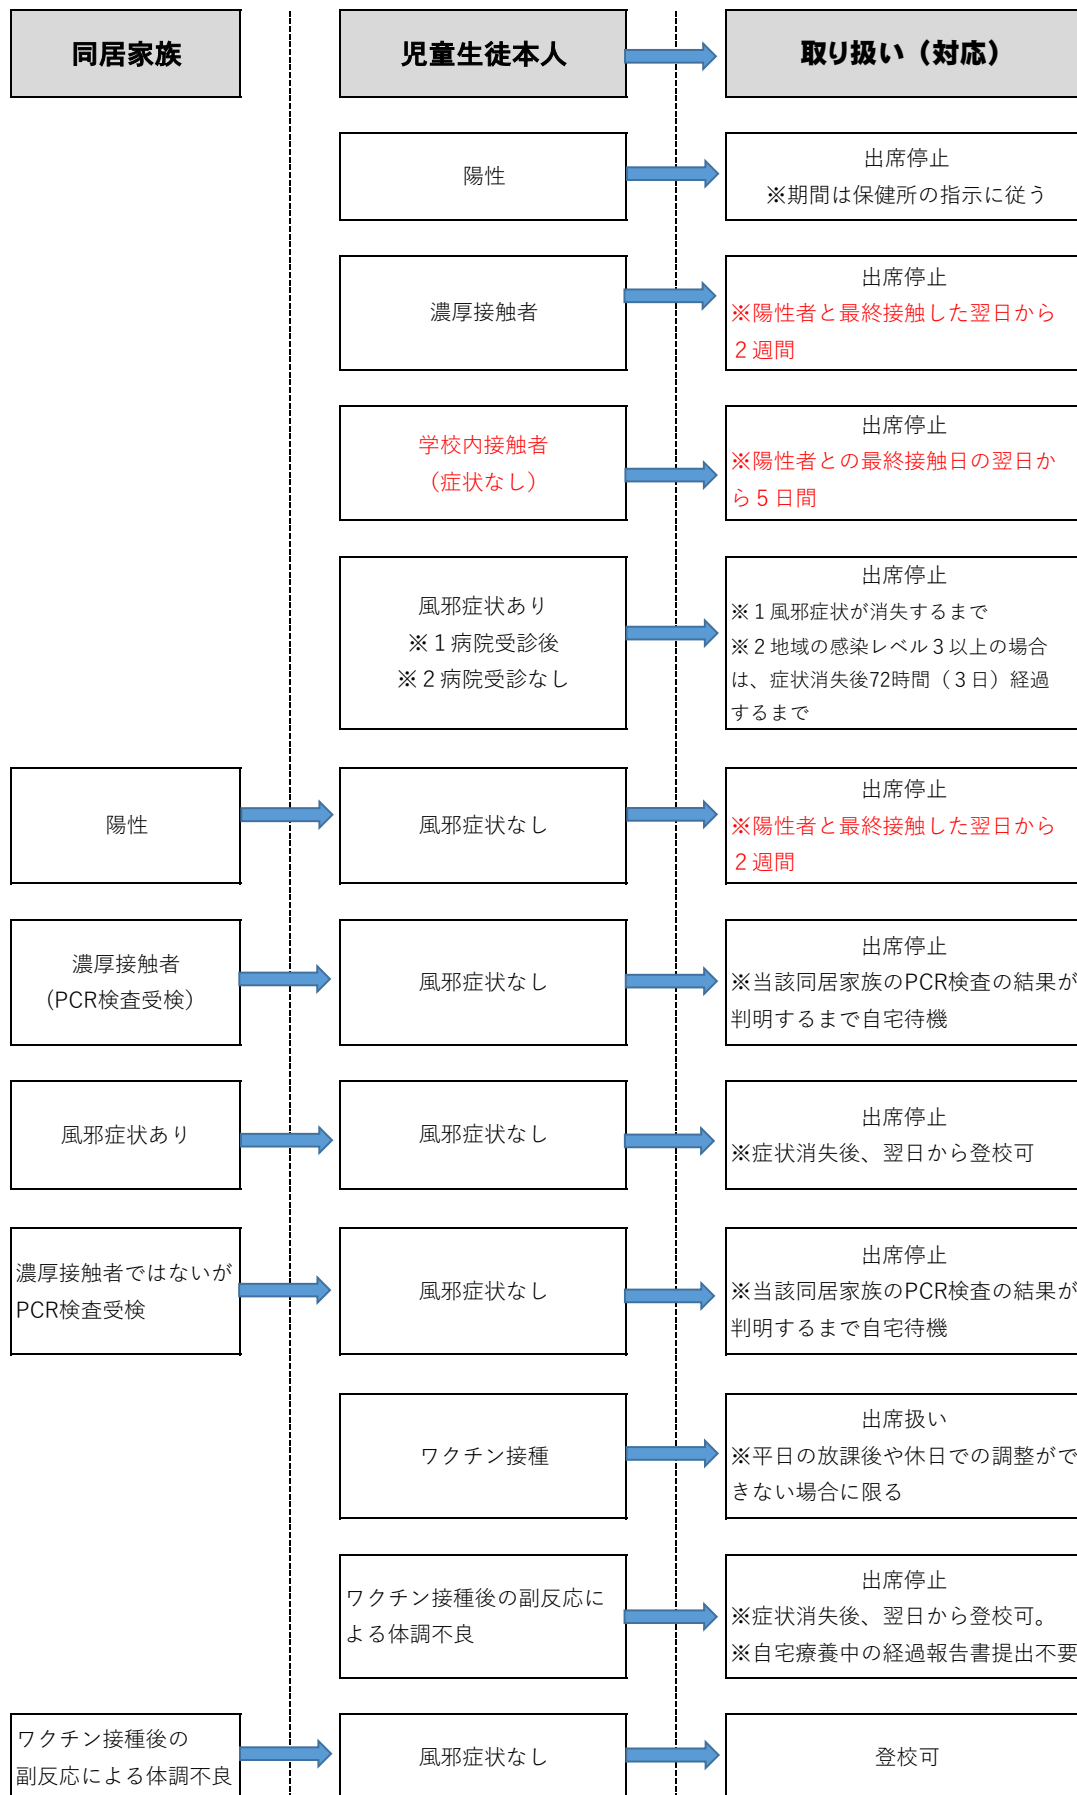 同居家族
児童生徒本人
取り扱い（対応）
陽性
出席停止
※期間は保健所の指示に従う
濃厚接触者
出席停止
※陽性者と最終接触した翌日から
２週間
学校内接触者
（症状なし）
出席停止
※陽性者との最終接触日の翌日か
ら５日間
風邪症状あり
※１病院受診後
※２病院受診なし
出席停止
※１風邪症状が消失するまで
※２地域の感染レベル３以上の場合
は、症状消失後72時間（３日）経過
するまで
陽性
風邪症状なし
出席停止
※陽性者と最終接触した翌日から
２週間
濃厚接触者
（PCR検査受検）
風邪症状なし
出席停止
※当該同居家族のPCR検査の結果が
判明するまで自宅待機
風邪症状あり
風邪症状なし
出席停止
※症状消失後、翌日から登校可
濃厚接触者ではないが
PCR検査受検
風邪症状なし
出席停止
※当該同居家族のPCR検査の結果が
判明するまで自宅待機
ワクチン接種
出席扱い
※平日の放課後や休日での調整がで
きない場合に限る
ワクチン接種後の副反応に
よる体調不良
出席停止
※症状消失後、翌日から登校可。
※自宅療養中の経過報告書提出不要
ワクチン接種後の
副反応による体調不良
風邪症状なし
登校可